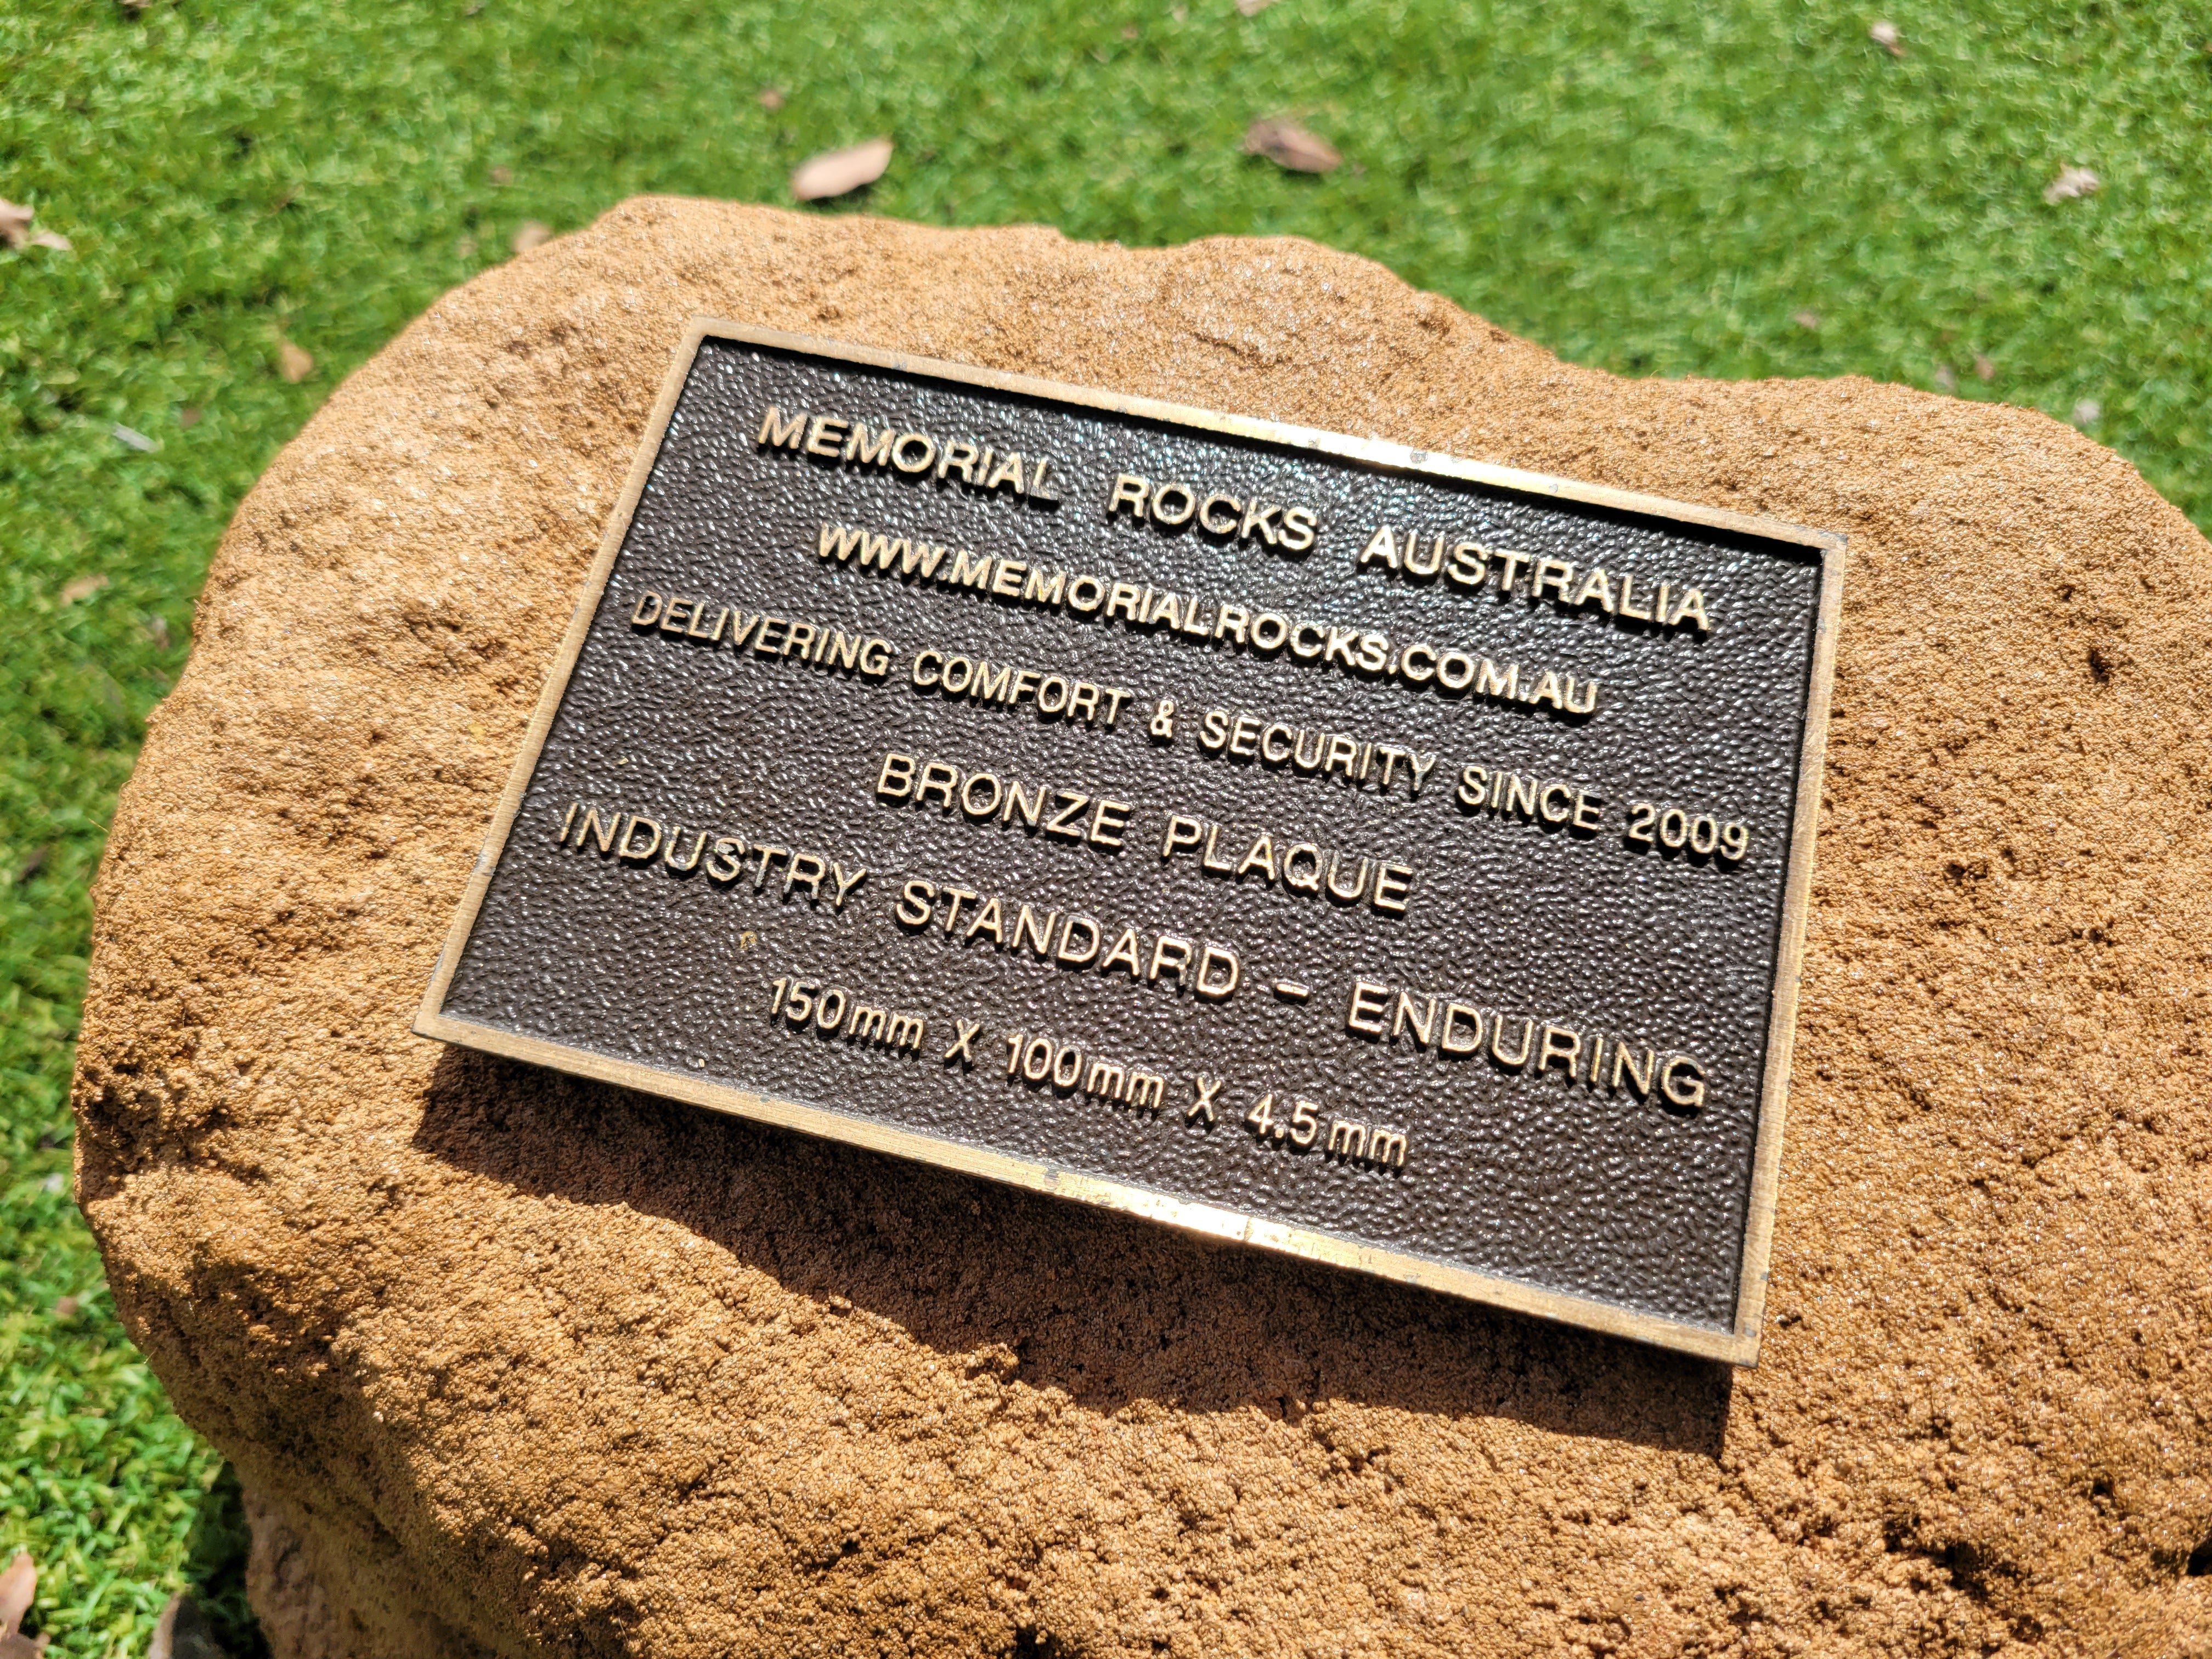 MEMORIAL ROCKS AUSTRALIA
WWW.MEMORIALROCKS.COM.AU
DELIVERING COMFORT & SECURITY SINCE 2009
BRONZE PLAQUE
INDUSTRY STANDARD – ENDURING
150mm X 100mm X 4.5mm